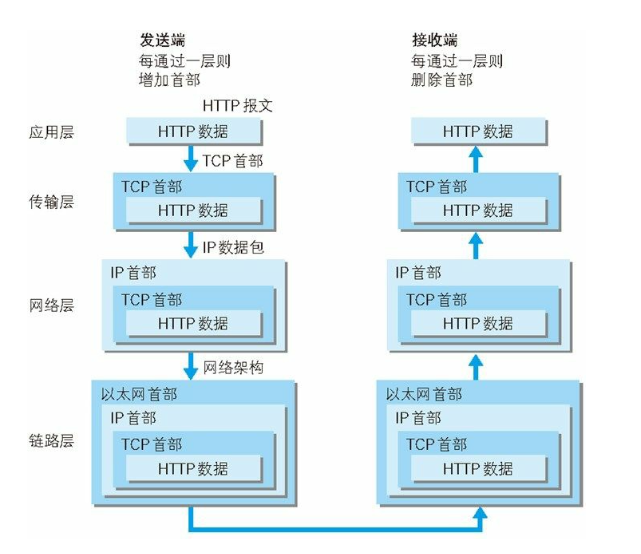 发送端
每通过一层则
增加首部
接收端
每通过一层则
删除首部
HTTP 报文
应用层
HTTP 数据
HTTP 数据
TCP 首部
传输层
TCP 首部
HTTP 数据
TCP 首部
HTTP 数据
IP 数据包
网络层
IP 首部
TCP 首部
HTTP 数据
IP 首部
TCP 首部
HTTP 数据
网络架构
链路层
以太网首部
IP 首部
TCP 首部
HTTP 数据
以太网首部
IP 首部
TCP 首部
HTTP 数据